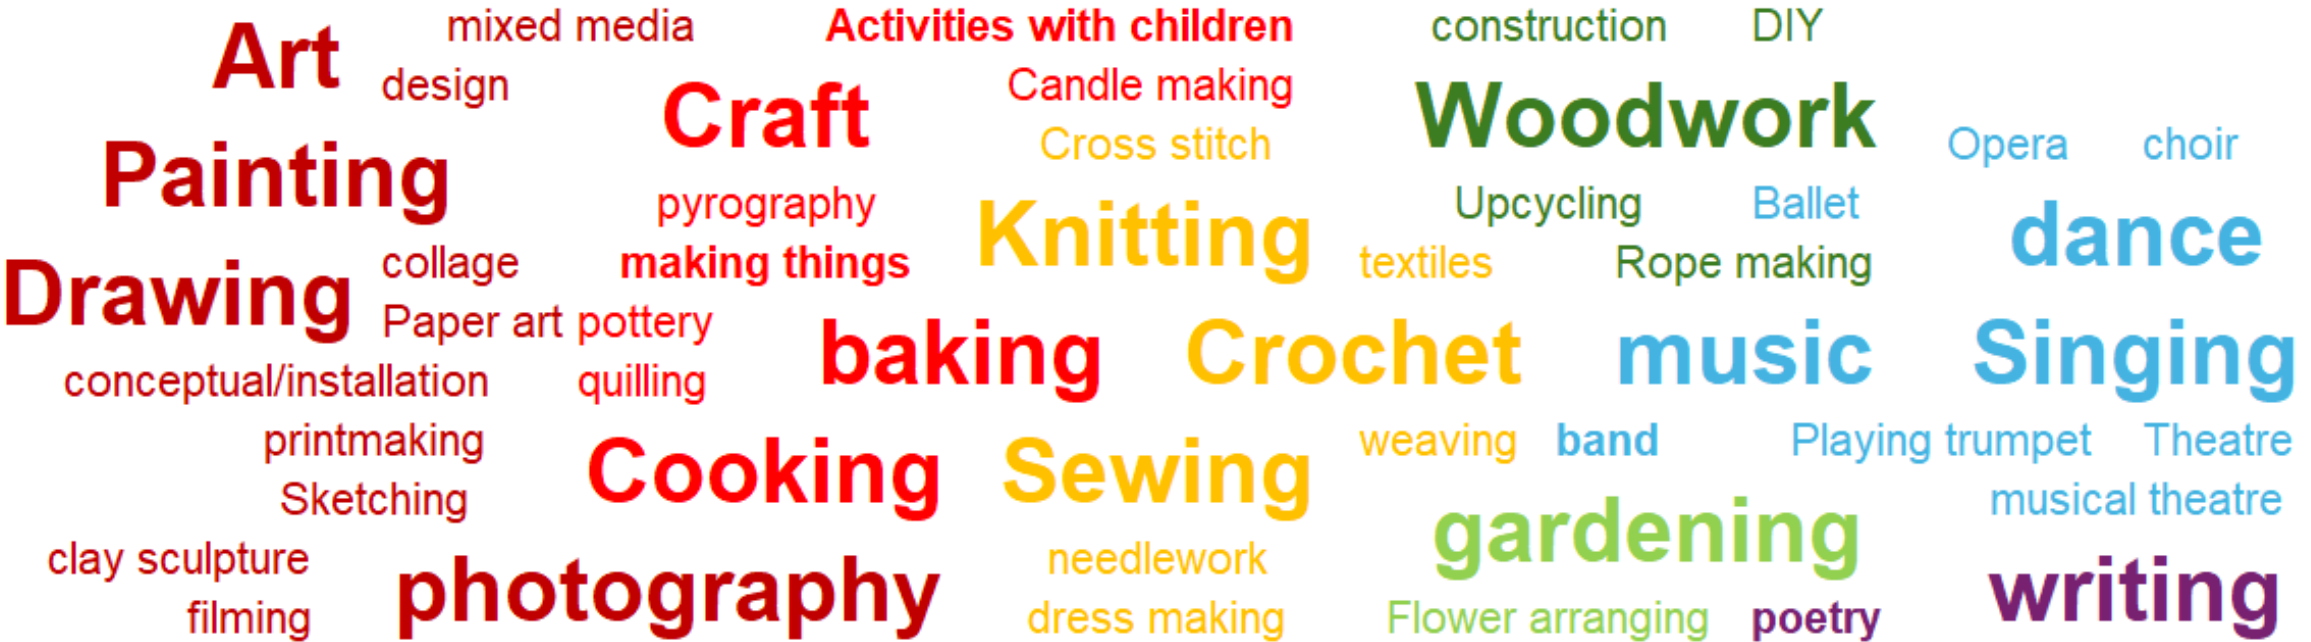 mixed media Activities with children construction DIY
Art
design Candle making
Craft Woodwork
Cross stitch Opera choir
Painting
pyrography Upcycling Ballet
Knitting dance
collage making things textiles Rope making
Drawing
Paper art pottery
baking Crochet music Singing
conceptual/installation quilling
printmaking weaving band Playing trumpet Theatre
Cooking Sewing
Sketching musical theatre
gardening
clay sculpture needlework
photography writing
filming dress making Flower arranging poetry